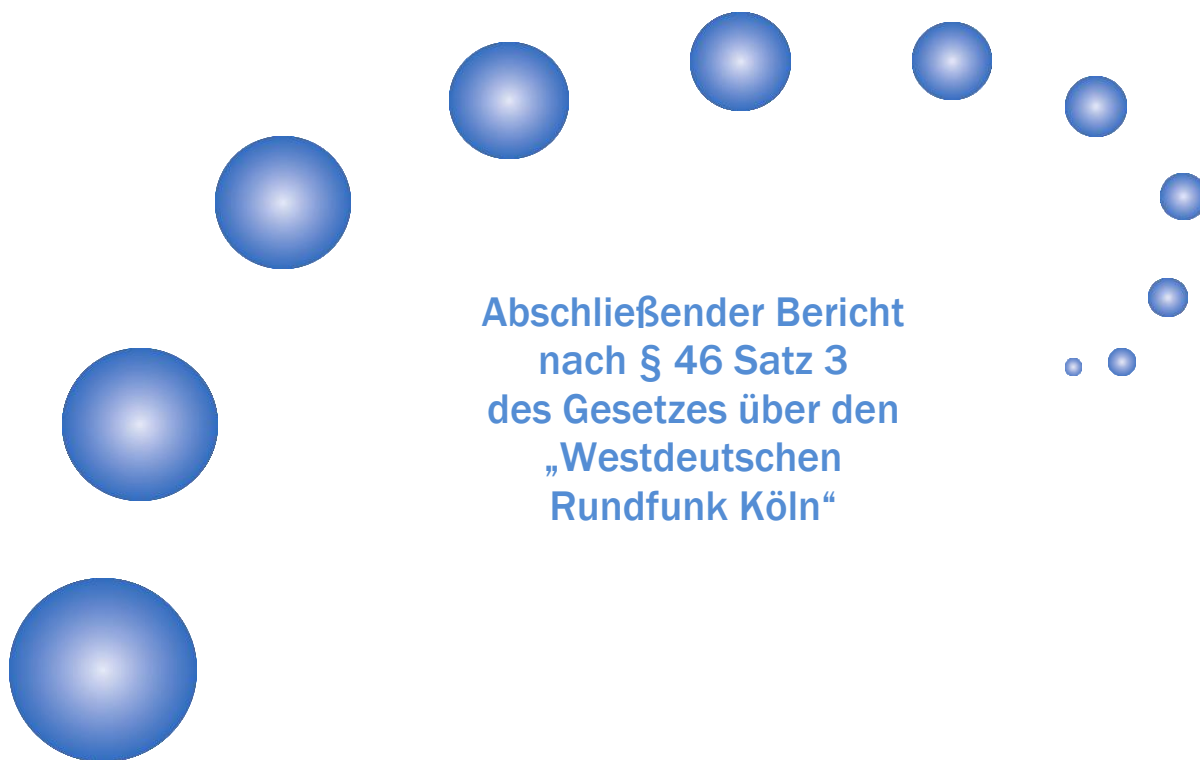 Abschließender Bericht
nach § 46 Satz 3
des Gesetzes über den
„Westdeutschen
Rundfunk Köln“